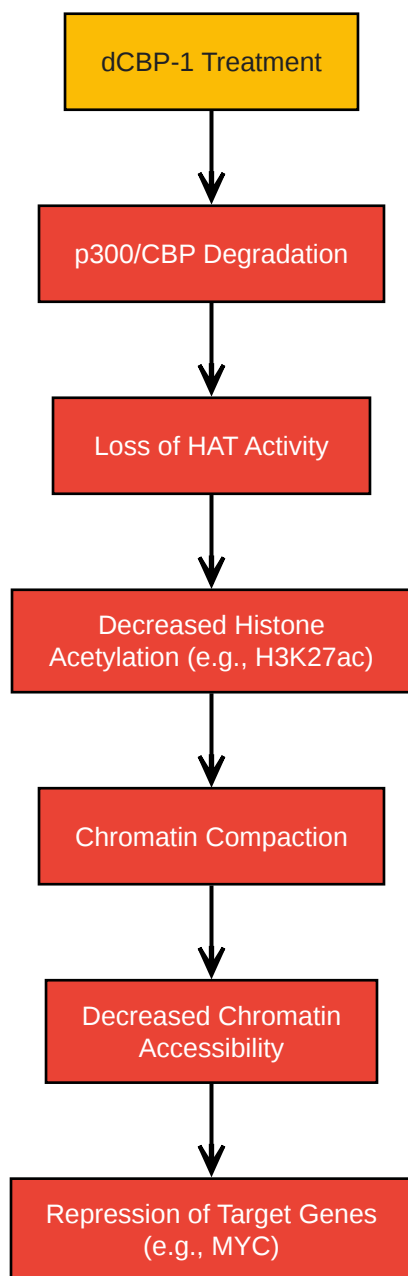 dCBP-1 Treatment
p300/CBP Degradation
Loss of HAT Activity
Decreased Histone
Acetylation (e.g., H3K27ac)
Chromatin Compaction
Decreased Chromatin
Accessibility
Repression of Target Genes
(e.g., MYC)